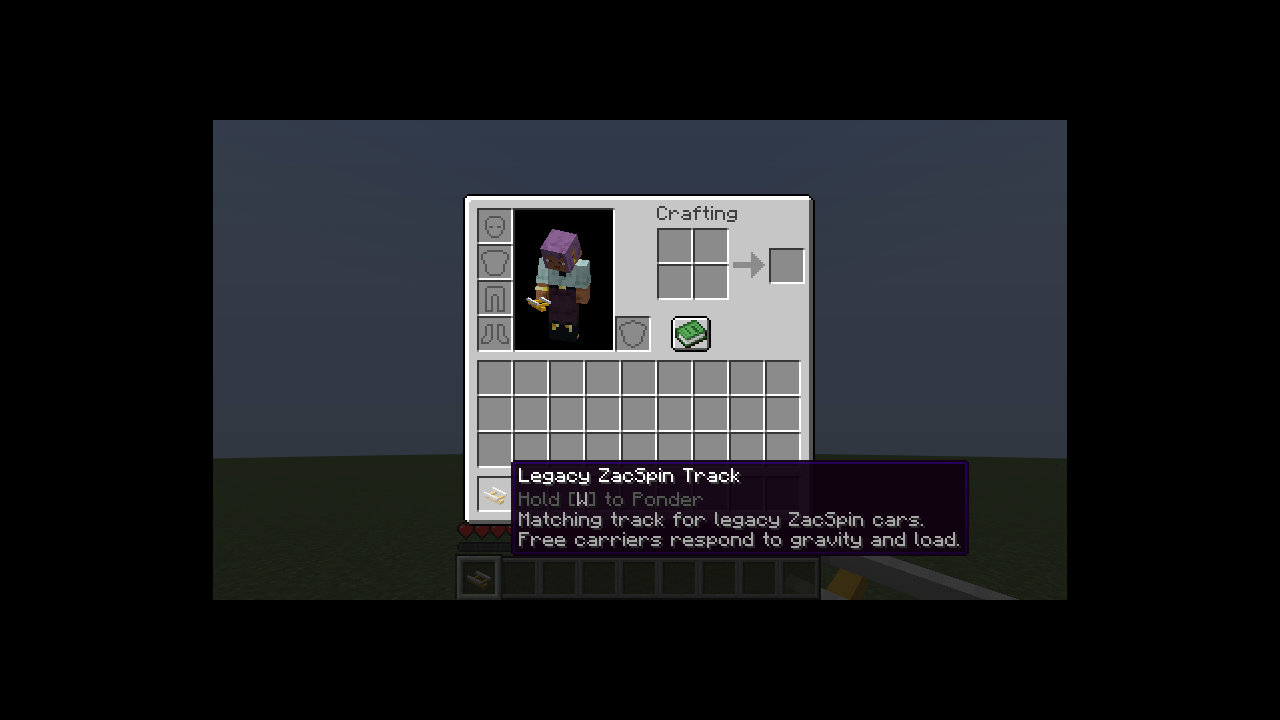 Crafting
Legacy ZacSpin Track
Hold [W] to Ponder
Matching track for legacy ZacSpin cars.
Free carriers respond to gravity and load.